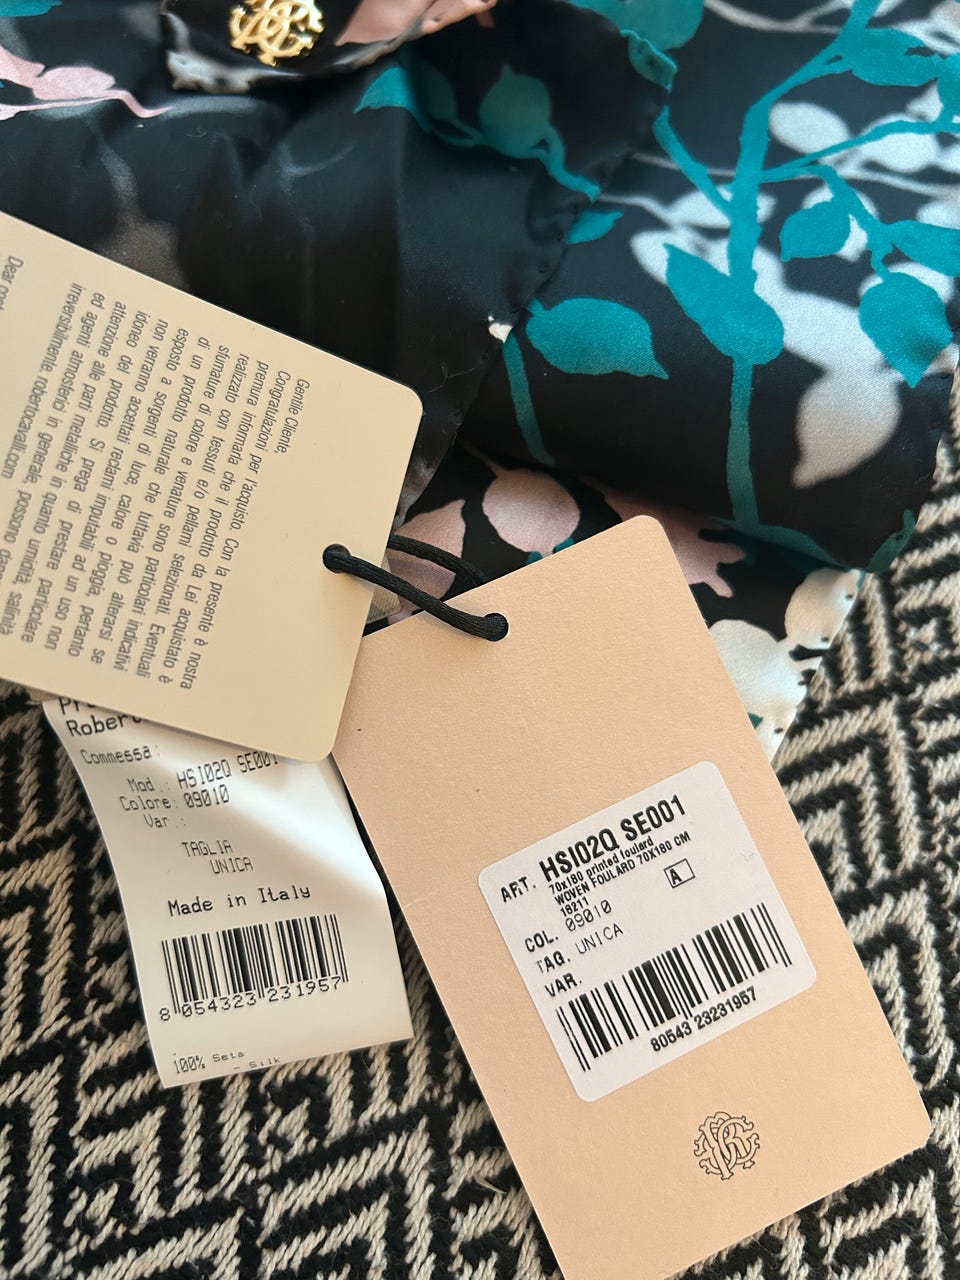 Gentile Cliente,
Congratulazioni per l'acquisto. Con la presente è nostra
premura informarla che il prodotto da Lei acquistato è
realizzato con tessuti e/o pellami selezionati. Eventuali
sfumature di colore e venature sono particolari indicativi
di un prodotto naturale che tuttavia può alterarsi se
esposto a sorgenti di luce, calore o pioggia, pertanto
non verranno accettati reclami imputabili ad un uso non
idoneo del prodotto. Si prega di prestare particolare
attenzione alle parti metalliche in quanto umidità, salinità
ed agenti atmosferici in generale, possono
irreversibilmente. robertocavalli.com
Dear
Commessa:
Mod.: HSI02Q SE001
Colore: 09010
Var.:
TAGLIA
UNICA
Made in Italy
8 054323 231957
100% Seta
- Silk
ART. HSI02Q SE001
70x180 printed foulard
WOVEN FOULARD 70X180 CM
18211
A
COL. 09010
TAG. UNICA
VAR.
80543 23231957